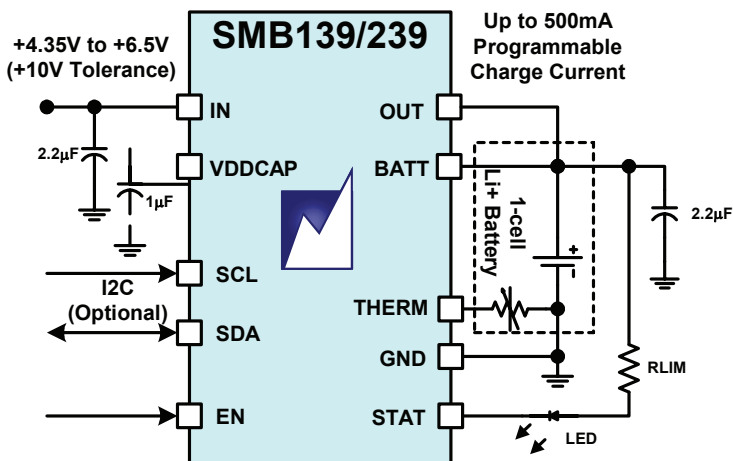 SMB139/239
+4.35V to +6.5V
(+10V Tolerance)
Up to 500mA
Programmable
Charge Current
IN
OUT
2.2µF
VDDCAP
BATT
1µF
2.2µF
1-cell
Li+ Battery
+
-
SCL
I2C
(Optional)
THERM
SDA
GND
RLIM
EN
STAT
LED